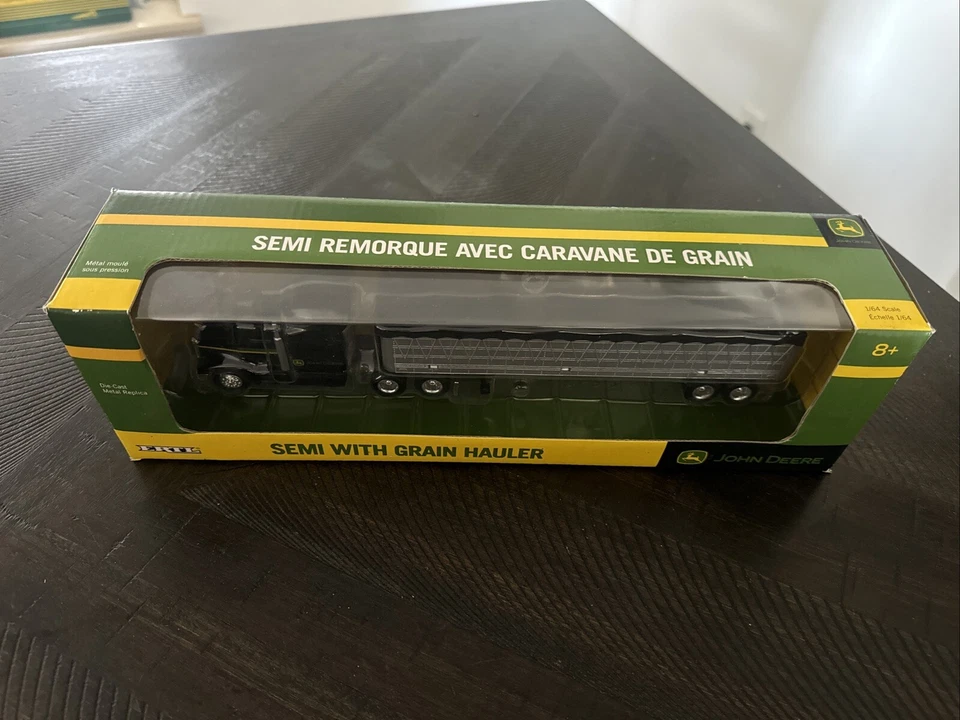 SEMI REMORQUE AVEC CARAVANE DE GRAIN
Métal moulé
sous pression
1/64 Scale
Échelle 1/64
8+
Die-Cast
Metal Replica
ERTL
SEMI WITH GRAIN HAULER
JOHN DEERE